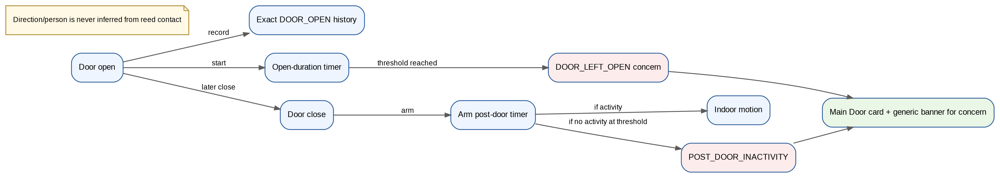 Direction/person is never inferred from reed contact
Exact DOOR_OPEN history
record
Door open
start
Open-duration timer
threshold reached
DOOR_LEFT_OPEN concern
later close
Door close
arm
Arm post-door timer
if activity
Indoor motion
if no activity at threshold
POST_DOOR_INACTIVITY
Main Door card + generic banner for concern